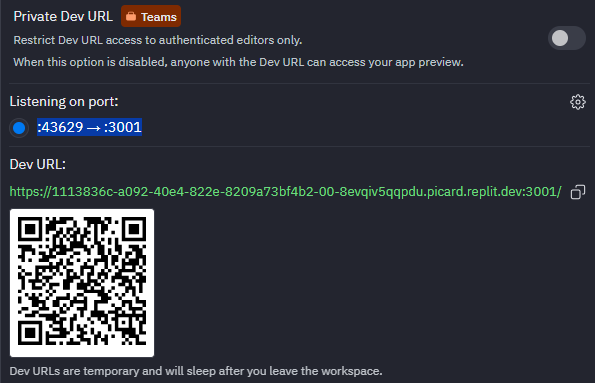 Private Dev URL Teams
Restrict Dev URL access to authenticated editors only.
When this option is disabled, anyone with the Dev URL can access your app preview.
Listening on port:
:43629 → :3001
Dev URL:
https://1113836c-a092-40e4-822e-8209a73bf4b2-00-8evqiv5qqpdu.picard.replit.dev:3001/
Dev URLs are temporary and will sleep after you leave the workspace.